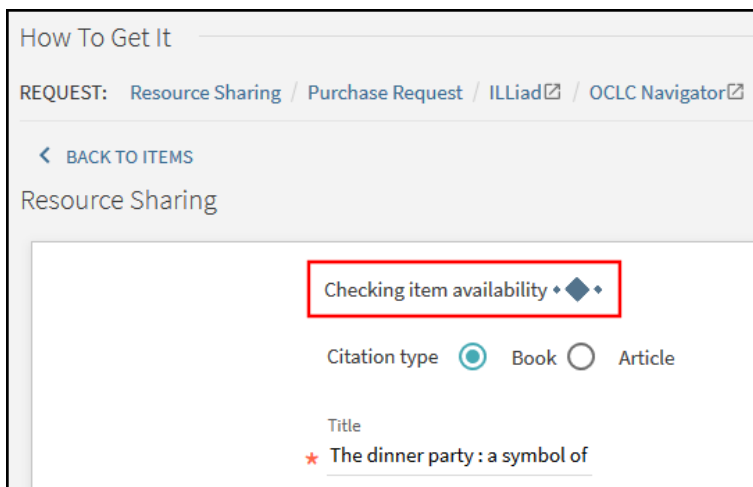 How To Get It
REQUEST: Resource Sharing / Purchase Request / ILLiad / OCLC Navigator
BACK TO ITEMS
Resource Sharing
Checking item availability
Citation type Book Article
Title
* The dinner party : a symbol of